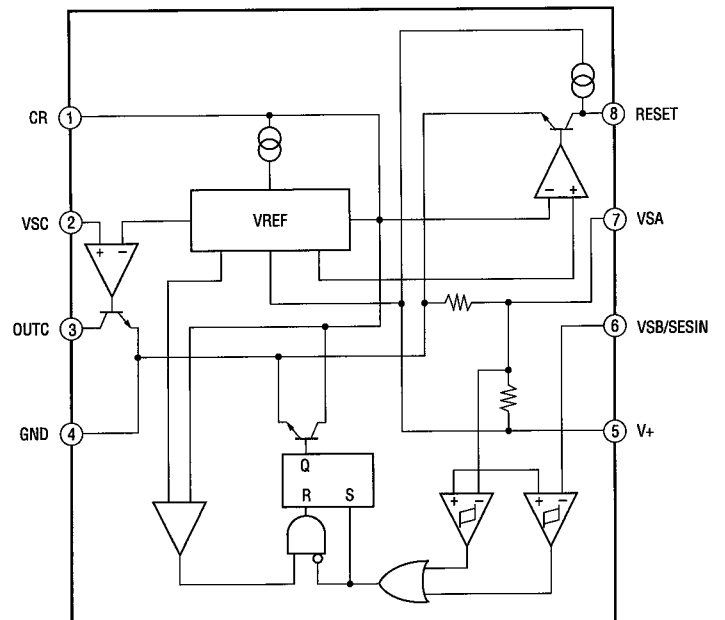 CR 1
8 RESET
VSC 2
VREF
7 VSA
+ −
− +
OUTC 3
6 VSB/SESIN
GND 4
5 V+
Q
R S
+ −
+ −